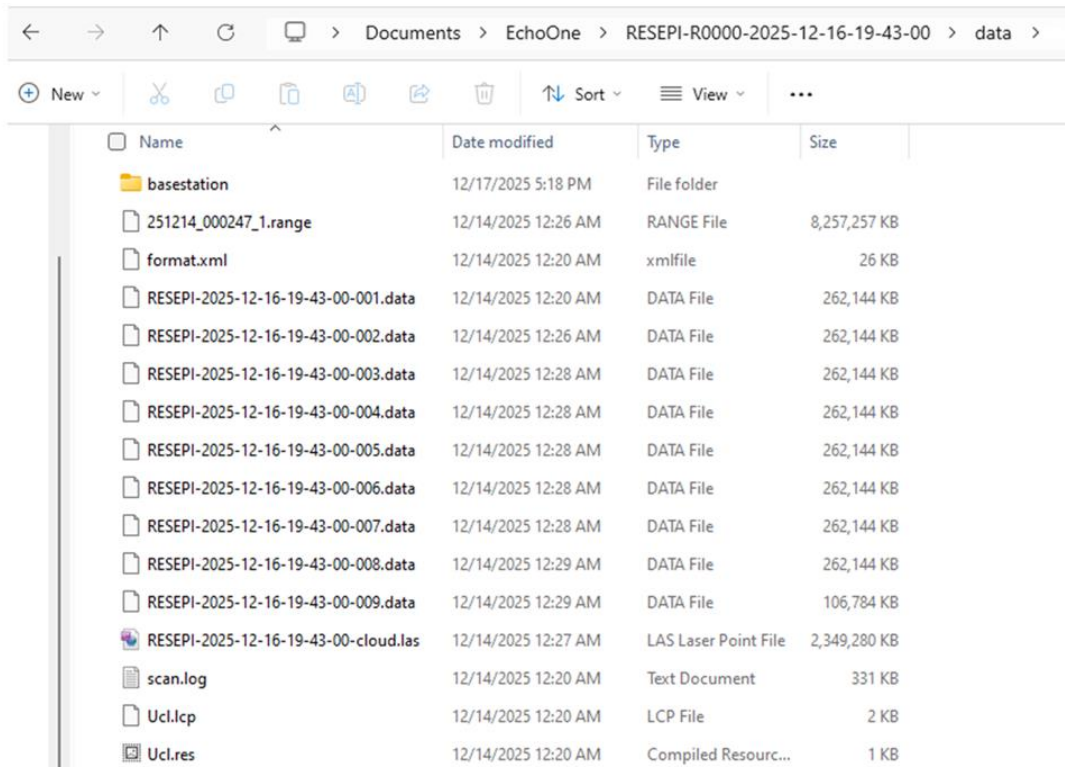 Documents > EchoOne > RESEPI-R0000-2025-12-16-19-43-00 > data >
New Sort View ...
Name Date modified Type Size
basestation 12/17/2025 5:18 PM File folder
251214_000247_1.range 12/14/2025 12:26 AM RANGE File 8,257,257 KB
format.xml 12/14/2025 12:20 AM xmlfile 26 KB
RESEPI-2025-12-16-19-43-00-001.data 12/14/2025 12:20 AM DATA File 262,144 KB
RESEPI-2025-12-16-19-43-00-002.data 12/14/2025 12:26 AM DATA File 262,144 KB
RESEPI-2025-12-16-19-43-00-003.data 12/14/2025 12:28 AM DATA File 262,144 KB
RESEPI-2025-12-16-19-43-00-004.data 12/14/2025 12:28 AM DATA File 262,144 KB
RESEPI-2025-12-16-19-43-00-005.data 12/14/2025 12:28 AM DATA File 262,144 KB
RESEPI-2025-12-16-19-43-00-006.data 12/14/2025 12:28 AM DATA File 262,144 KB
RESEPI-2025-12-16-19-43-00-007.data 12/14/2025 12:28 AM DATA File 262,144 KB
RESEPI-2025-12-16-19-43-00-008.data 12/14/2025 12:29 AM DATA File 262,144 KB
RESEPI-2025-12-16-19-43-00-009.data 12/14/2025 12:29 AM DATA File 106,784 KB
RESEPI-2025-12-16-19-43-00-cloud.las 12/14/2025 12:27 AM LAS Laser Point File 2,349,280 KB
scan.log 12/14/2025 12:20 AM Text Document 331 KB
Ucl.lcp 12/14/2025 12:20 AM LCP File 2 KB
Ucl.res 12/14/2025 12:20 AM Compiled Resourc... 1 KB